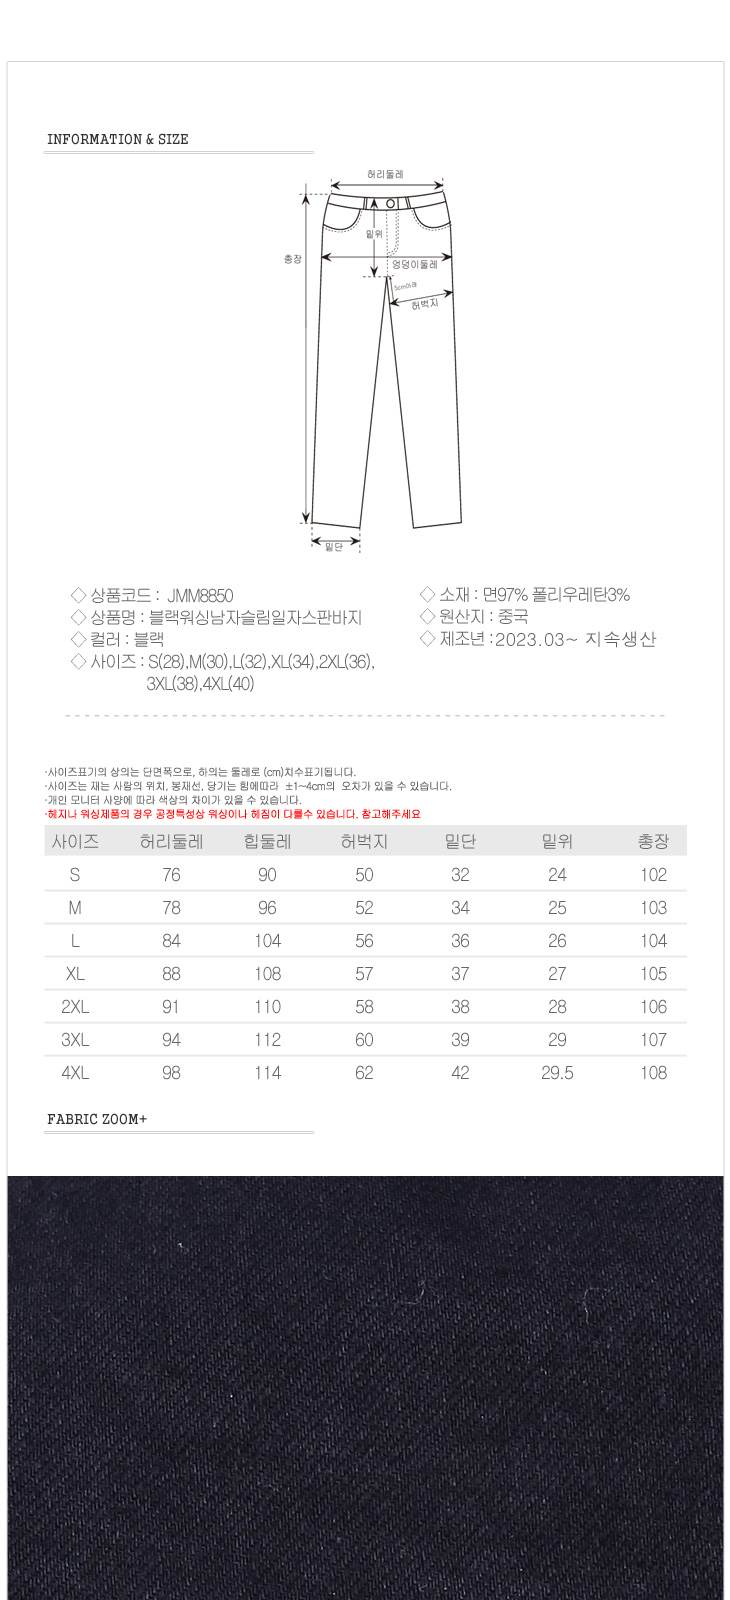 INFORMATION & SIZE
허리둘레
밑위
총장
엉덩이둘레
5cm아래
허벅지
밑단
◇ 상품코드 : JMM8850
◇ 상품명 : 블랙워싱남자슬림일자스판바지
◇ 컬러 : 블랙
◇ 사이즈 : S(28),M(30),L(32),XL(34),2XL(36),
3XL(38),4XL(40)
◇ 소재 : 면97% 폴리우레탄3%
◇ 원산지 : 중국
◇ 제조년 : 2023.03~ 지속생산
·사이즈표기의 상의는 단면폭으로, 하의는 둘레로 (cm)치수표기됩니다.
·사이즈는 재는 사람의 위치, 봉재선, 당기는 힘에따라 ±1~4cm의 오차가 있을 수 있습니다.
·개인 모니터 사양에 따라 색상의 차이가 있을 수 있습니다.
·헤지나 워싱제품의 경우 공정특성상 워싱이나 헤짐이 다를수 있습니다. 참고해주세요
사이즈 허리둘레 힙둘레 허벅지 밑단 밑위 총장
S 76 90 50 32 24 102
M 78 96 52 34 25 103
L 84 104 56 36 26 104
XL 88 108 57 37 27 105
2XL 91 110 58 38 28 106
3XL 94 112 60 39 29 107
4XL 98 114 62 42 29.5 108
FABRIC ZOOM+